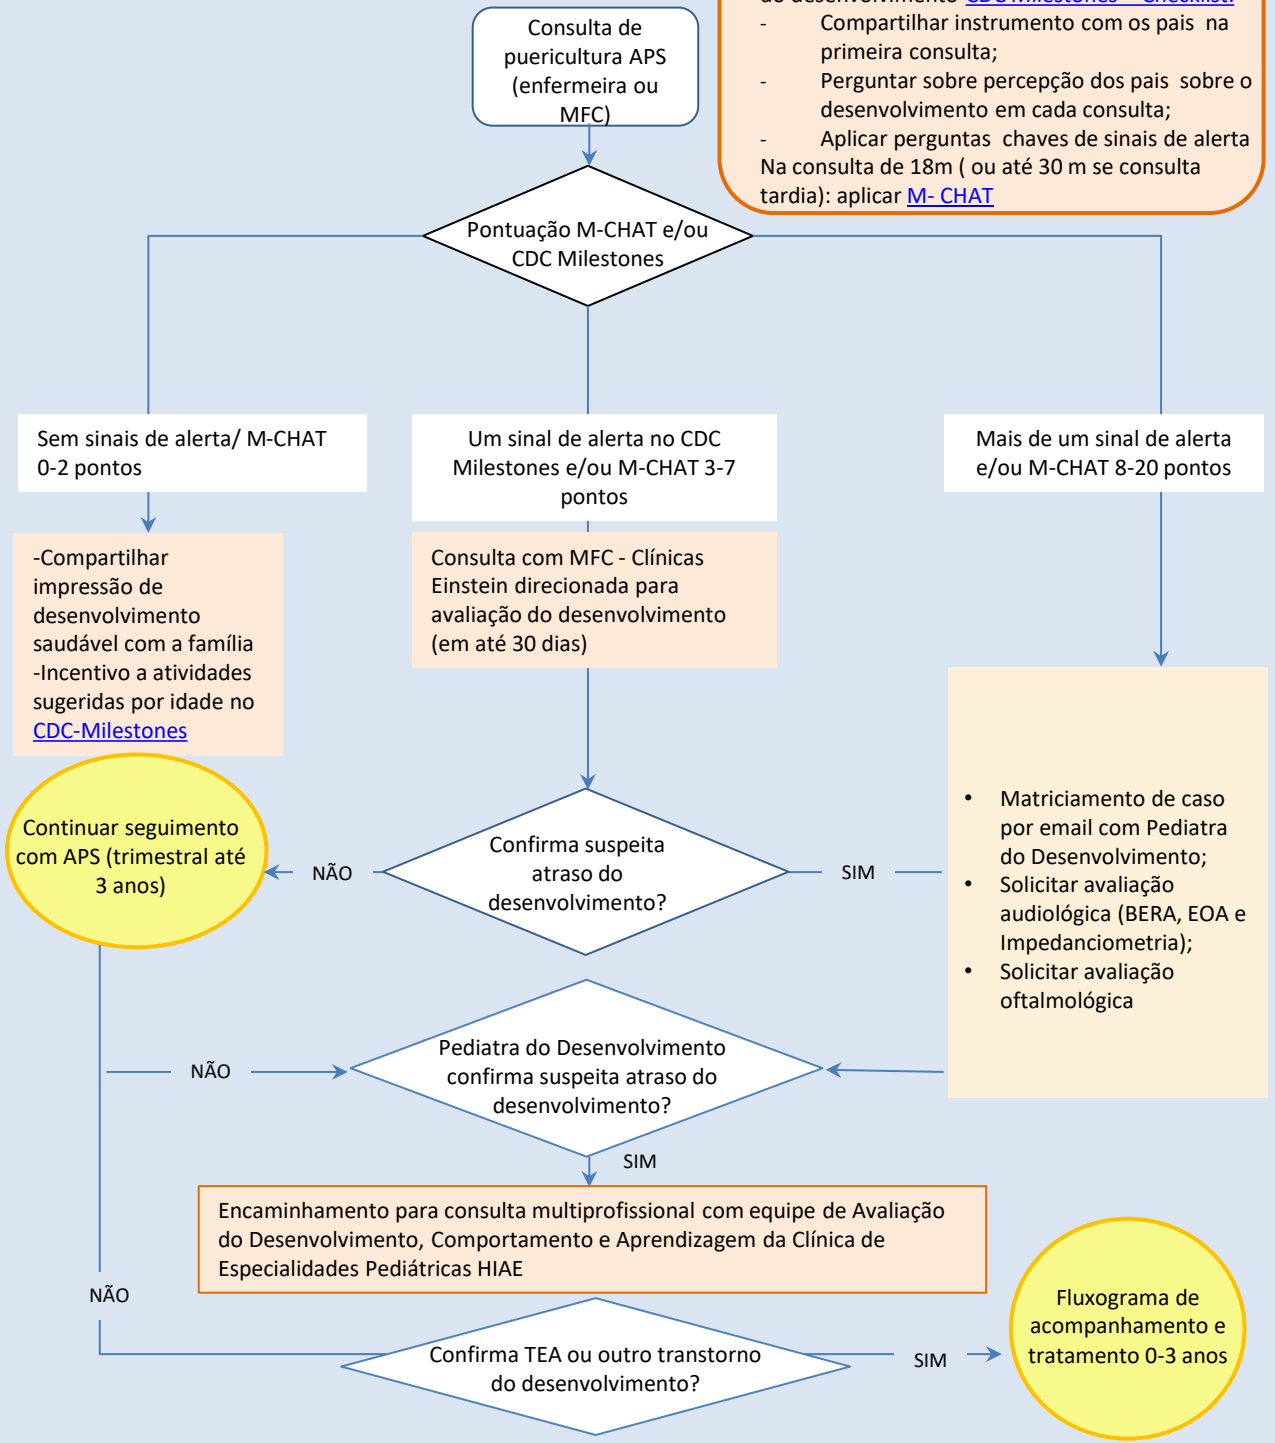 do desenvolvimento CDC Milestones – Checklist.
- Compartilhar instrumento com os pais na
primeira consulta;
- Perguntar sobre percepção dos pais sobre o
desenvolvimento em cada consulta;
- Aplicar perguntas chaves de sinais de alerta
Na consulta de 18m ( ou até 30 m se consulta
tardia): aplicar M- CHAT
Consulta de
puericultura APS
(enfermeira ou
MFC)
Pontuação M-CHAT e/ou
CDC Milestones
Sem sinais de alerta/ M-CHAT
0-2 pontos
Um sinal de alerta no CDC
Milestones e/ou M-CHAT 3-7
pontos
Mais de um sinal de alerta
e/ou M-CHAT 8-20 pontos
-Compartilhar
impressão de
desenvolvimento
saudável com a família
-Incentivo a atividades
sugeridas por idade no
CDC-Milestones
Consulta com MFC - Clínicas
Einstein direcionada para
avaliação do desenvolvimento
(em até 30 dias)
Continuar seguimento
com APS (trimestral até
3 anos)
NÃO
Confirma suspeita
atraso do
desenvolvimento?
SIM
• Matriciamento de caso
por email com Pediatra
do Desenvolvimento;
• Solicitar avaliação
audiológica (BERA, EOA e
Impedanciometria);
• Solicitar avaliação
oftalmológica
NÃO
Pediatra do Desenvolvimento
confirma suspeita atraso do
desenvolvimento?
SIM
Encaminhamento para consulta multiprofissional com equipe de Avaliação
do Desenvolvimento, Comportamento e Aprendizagem da Clínica de
Especialidades Pediátricas HIAE
NÃO
Confirma TEA ou outro transtorno
do desenvolvimento?
SIM
Fluxograma de
acompanhamento e
tratamento 0-3 anos